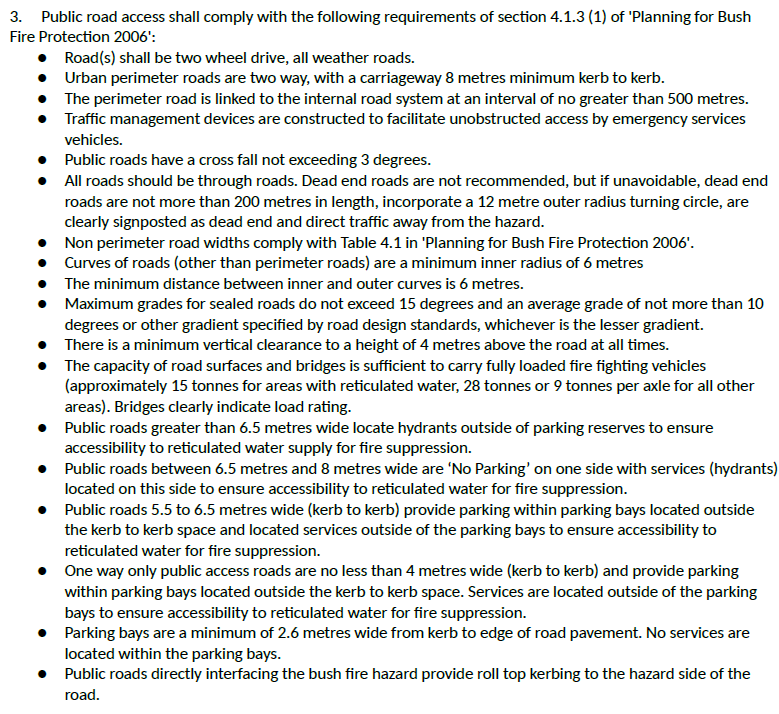 3. Public road access shall comply with the following requirements of section 4.1.3 (1) of 'Planning for Bush
Fire Protection 2006':
● Road(s) shall be two wheel drive, all weather roads.
● Urban perimeter roads are two way, with a carriageway 8 metres minimum kerb to kerb.
● The perimeter road is linked to the internal road system at an interval of no greater than 500 metres.
● Traffic management devices are constructed to facilitate unobstructed access by emergency services
vehicles.
● Public roads have a cross fall not exceeding 3 degrees.
● All roads should be through roads. Dead end roads are not recommended, but if unavoidable, dead end
roads are not more than 200 metres in length, incorporate a 12 metre outer radius turning circle, are
clearly signposted as dead end and direct traffic away from the hazard.
● Non perimeter road widths comply with Table 4.1 in 'Planning for Bush Fire Protection 2006'.
● Curves of roads (other than perimeter roads) are a minimum inner radius of 6 metres
● The minimum distance between inner and outer curves is 6 metres.
● Maximum grades for sealed roads do not exceed 15 degrees and an average grade of not more than 10
degrees or other gradient specified by road design standards, whichever is the lesser gradient.
● There is a minimum vertical clearance to a height of 4 metres above the road at all times.
● The capacity of road surfaces and bridges is sufficient to carry fully loaded fire fighting vehicles
(approximately 15 tonnes for areas with reticulated water, 28 tonnes or 9 tonnes per axle for all other
areas). Bridges clearly indicate load rating.
● Public roads greater than 6.5 metres wide locate hydrants outside of parking reserves to ensure
accessibility to reticulated water supply for fire suppression.
● Public roads between 6.5 metres and 8 metres wide are ‘No Parking’ on one side with services (hydrants)
located on this side to ensure accessibility to reticulated water for fire suppression.
● Public roads 5.5 to 6.5 metres wide (kerb to kerb) provide parking within parking bays located outside
the kerb to kerb space and located services outside of the parking bays to ensure accessibility to
reticulated water for fire suppression.
● One way only public access roads are no less than 4 metres wide (kerb to kerb) and provide parking
within parking bays located outside the kerb to kerb space. Services are located outside of the parking
bays to ensure accessibility to reticulated water for fire suppression.
● Parking bays are a minimum of 2.6 metres wide from kerb to edge of road pavement. No services are
located within the parking bays.
● Public roads directly interfacing the bush fire hazard provide roll top kerbing to the hazard side of the
road.